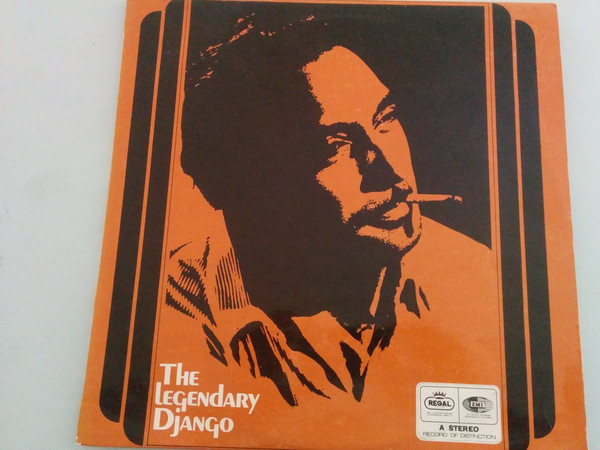 The
Legendary
Django
REGAL
EMI
A STEREO
RECORD OF DISTINCTION